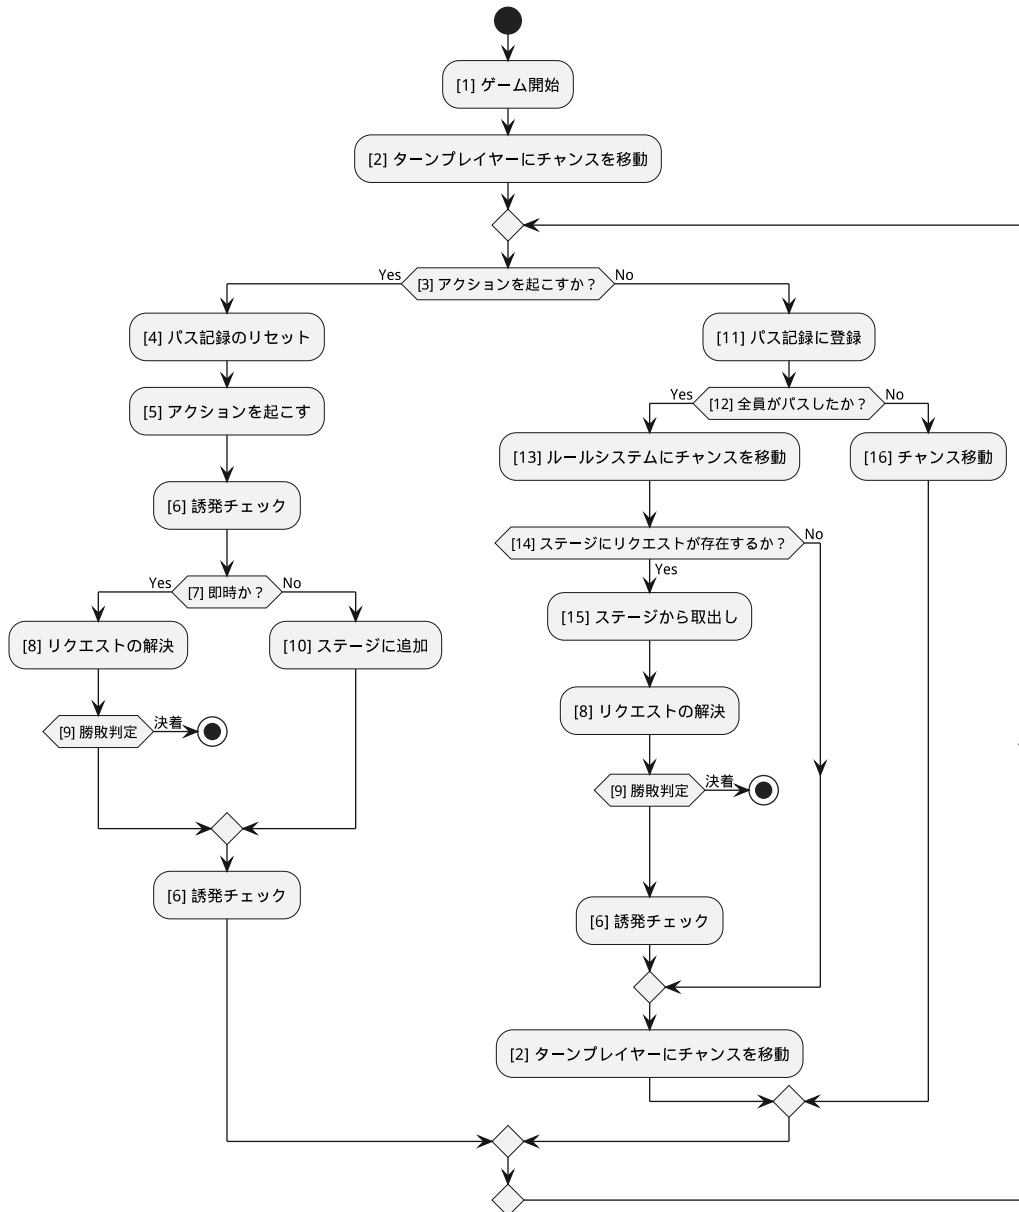 [1] ゲーム開始
[2] ターンプレイヤーにチャンスを移動
[3] アクションを起こすか？
Yes
No
[4] パス記録のリセット
[5] アクションを起こす
[6] 誘発チェック
[7] 即時か？
Yes
No
[8] リクエストの解決
[10] ステージに追加
[9] 勝敗判定
決着
[6] 誘発チェック
[11] パス記録に登録
[12] 全員がパスしたか？
Yes
No
[13] ルールシステムにチャンスを移動
[16] チャンス移動
[14] ステージにリクエストが存在するか？
No
Yes
[15] ステージから取出し
[8] リクエストの解決
[9] 勝敗判定
決着
[6] 誘発チェック
[2] ターンプレイヤーにチャンスを移動